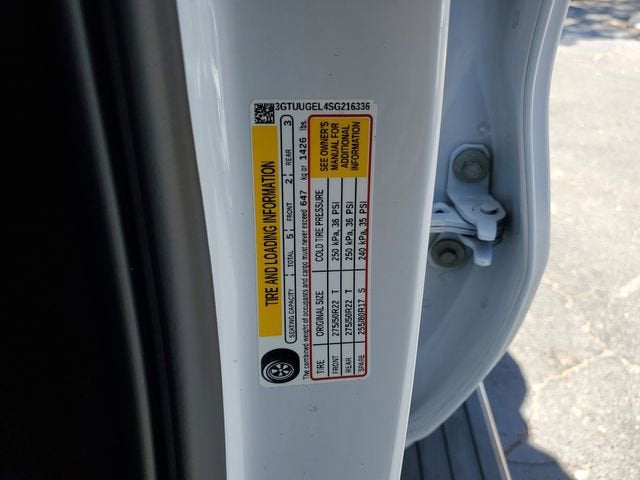 3GTUUGEL4SG216336
TIRE AND LOADING INFORMATION
SEATING CAPACITY TOTAL 5 FRONT 2 REAR 3
The combined weight of occupants and cargo must never exceed 647 kg or 1426 lbs.
TIRE ORIGINAL SIZE COLD TIRE PRESSURE
FRONT 275/50R22 T 250 kPA, 36 PSI
REAR 275/50R22 T 250 kPA, 36 PSI
SPARE 255/80R17 S 240 kPA, 35 PSI
SEE OWNER'S
MANUAL FOR
ADDITIONAL
INFORMATION